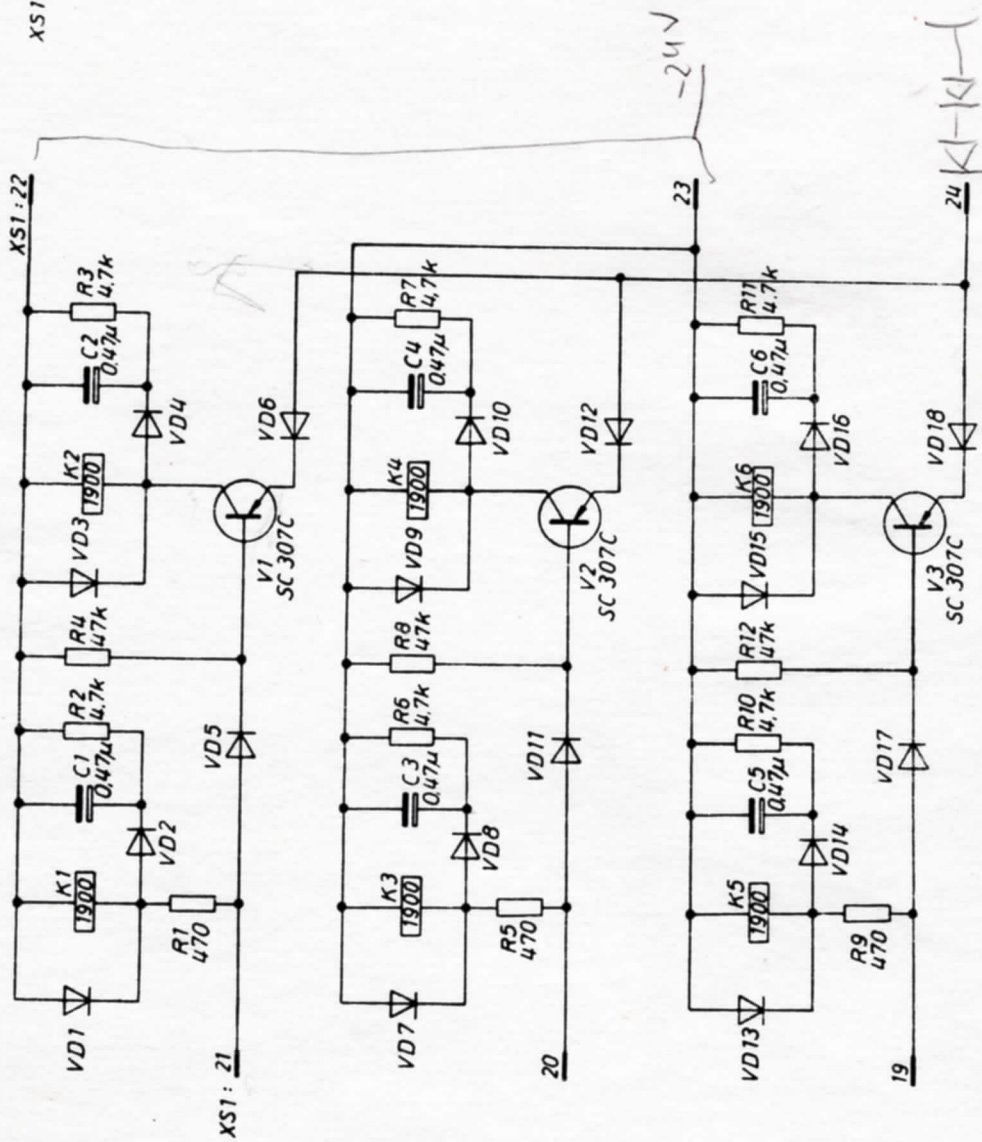 XS1
XS1:22
-24V
R3
4.7k
C2
0,47µ
VD4
K2
1900
VD3
VD6
V1
SC 307C
R4
47k
R2
4.7k
C1
0,47µ
VD5
VD2
K1
1900
R1
470
VD1
XS1: 21
23
R7
4,7k
C4
0,47µ
VD10
K4
1900
VD9
VD12
V2
SC 307C
R8
47k
R6
4,7k
C3
0,47µ
VD11
VD8
K3
1900
R5
470
VD7
20
24
R11
4.7k
C6
0,47µ
VD16
K6
1900
VD15
VD18
V3
SC 307C
R12
47k
R10
4,7k
C5
0,47µ
VD17
VD14
K5
1900
R9
470
VD13
19